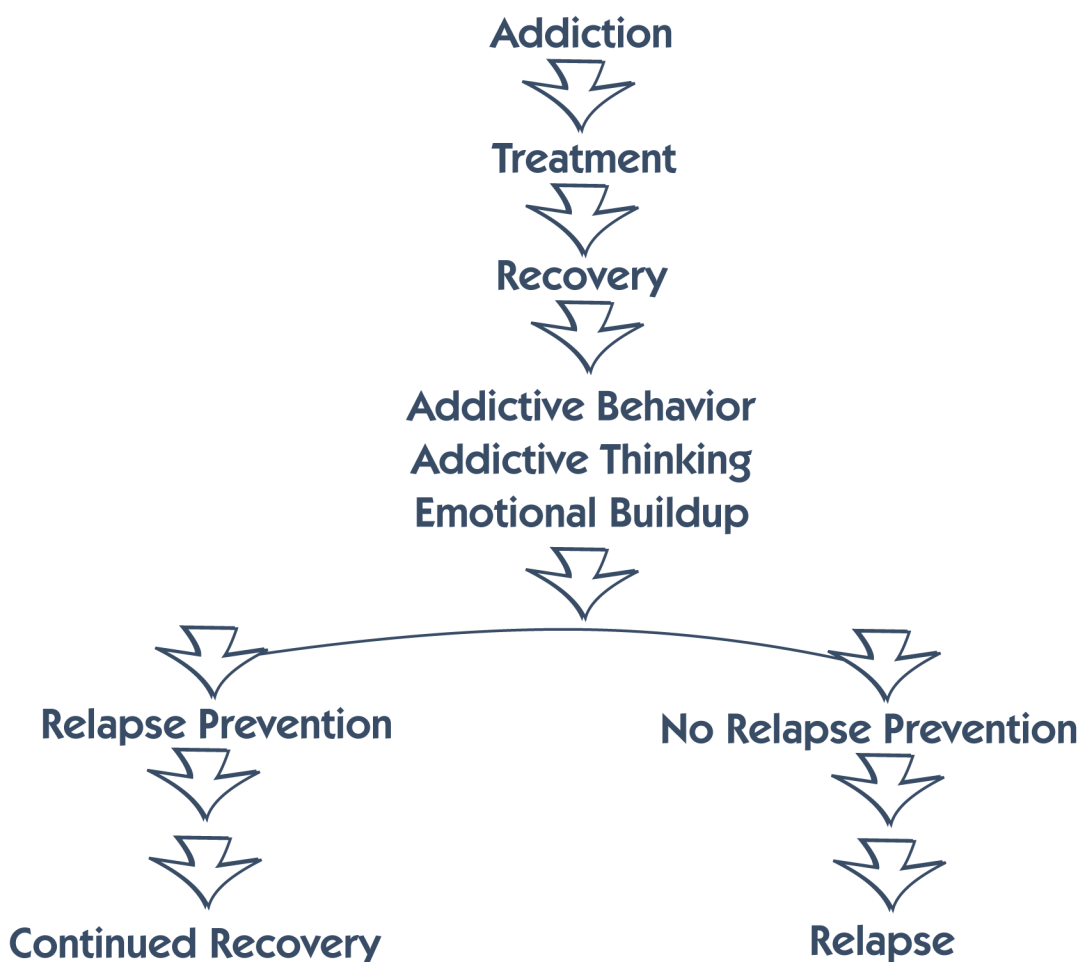 Addiction
Treatment
Recovery
Addictive Behavior
Addictive Thinking
Emotional Buildup
Relapse Prevention
No Relapse Prevention
Continued Recovery
Relapse